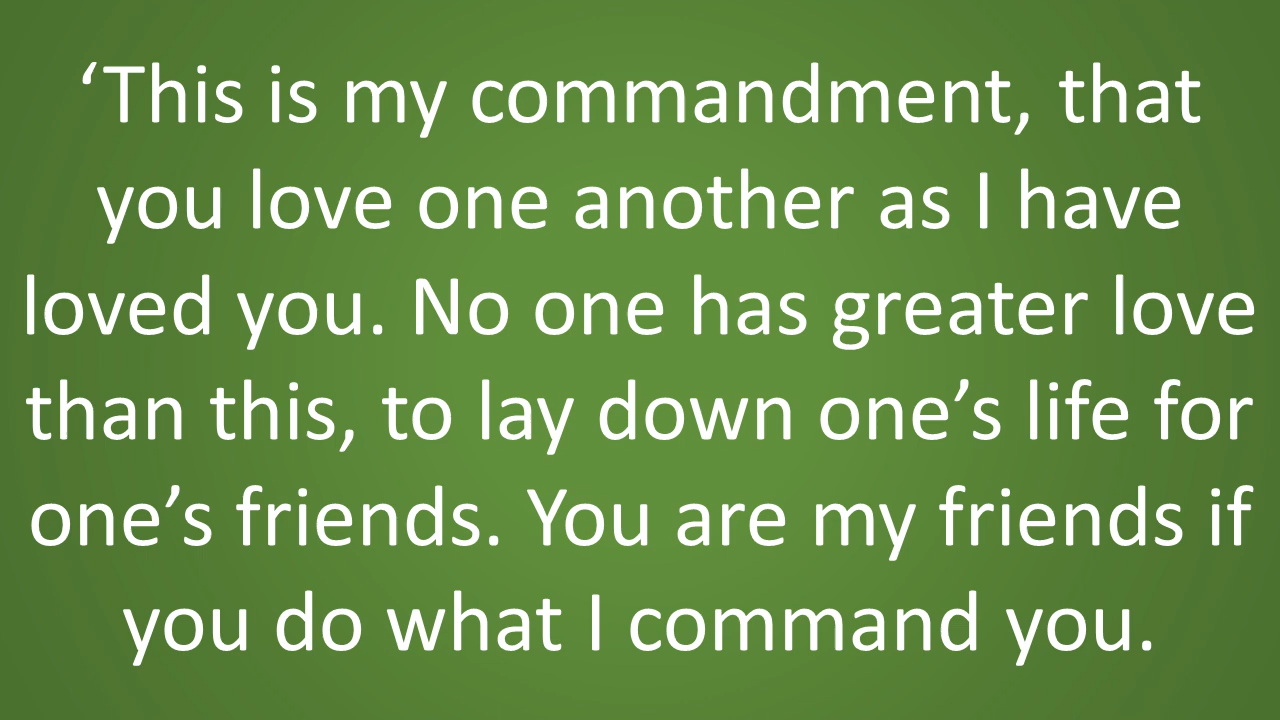 ‘This is my commandment, that
you love one another as I have
loved you. No one has greater love
than this, to lay down one’s life for
one’s friends. You are my friends if
you do what I command you.